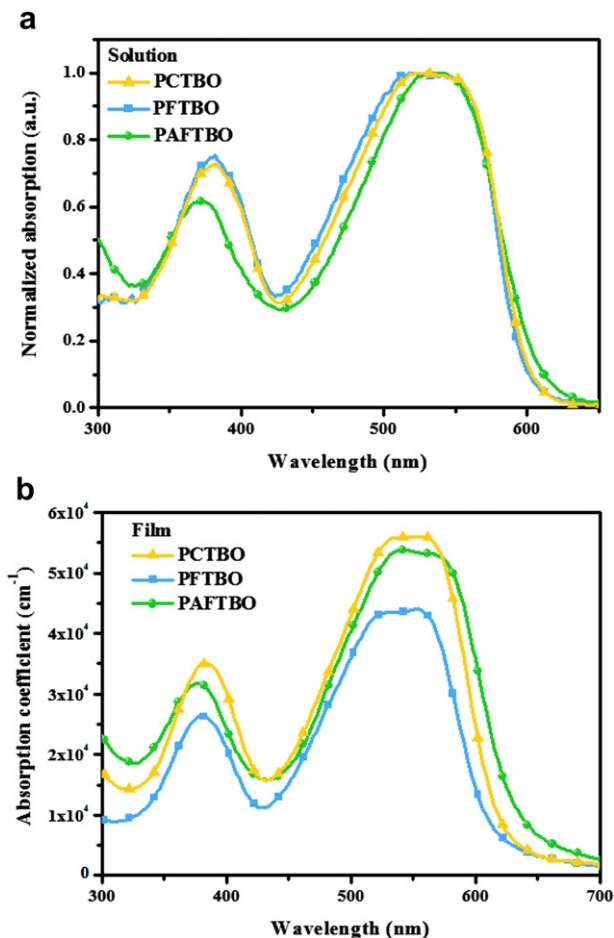 a
Solution
PCTBO
PFTBO
PAFTBO
Normalized absorption (a.u.)
1.0
0.8
0.6
0.4
0.2
0.0
300 400 500 600
Wavelength (nm)
b
Film
PCTBO
PFTBO
PAFTBO
Absorption coefficient (cm⁻¹)
6x10⁴
5x10⁴
4x10⁴
3x10⁴
2x10⁴
1x10⁴
0
300 400 500 600 700
Wavelength (nm)